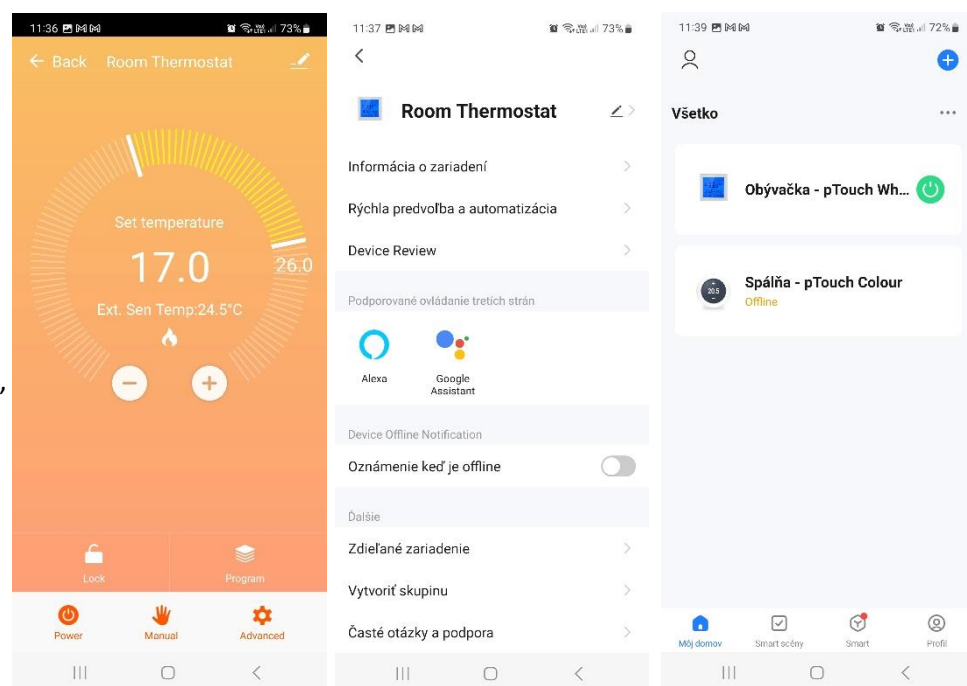 11:36 73%
← Back Room Thermostat
Set temperature
17.0
26.0
Ext. Sen Temp:24.5°C
Lock Program
Power Manual Advanced
,
11:37 73%
Room Thermostat
Informácia o zariadení
Rýchla predvoľba a automatizácia
Device Review
Podporované ovládanie tretích strán
Alexa Google
Assistant
Device Offline Notification
Oznámenie keď je offline
Ďalšie
Zdieľané zariadenie
Vytvoriť skupinu
Časté otázky a podpora
11:39 72%
Všetko
Obývačka - pTouch Wh...
20.5
Spálňa - pTouch Colour
Offline
Môj domov Smart scény Smart Profil